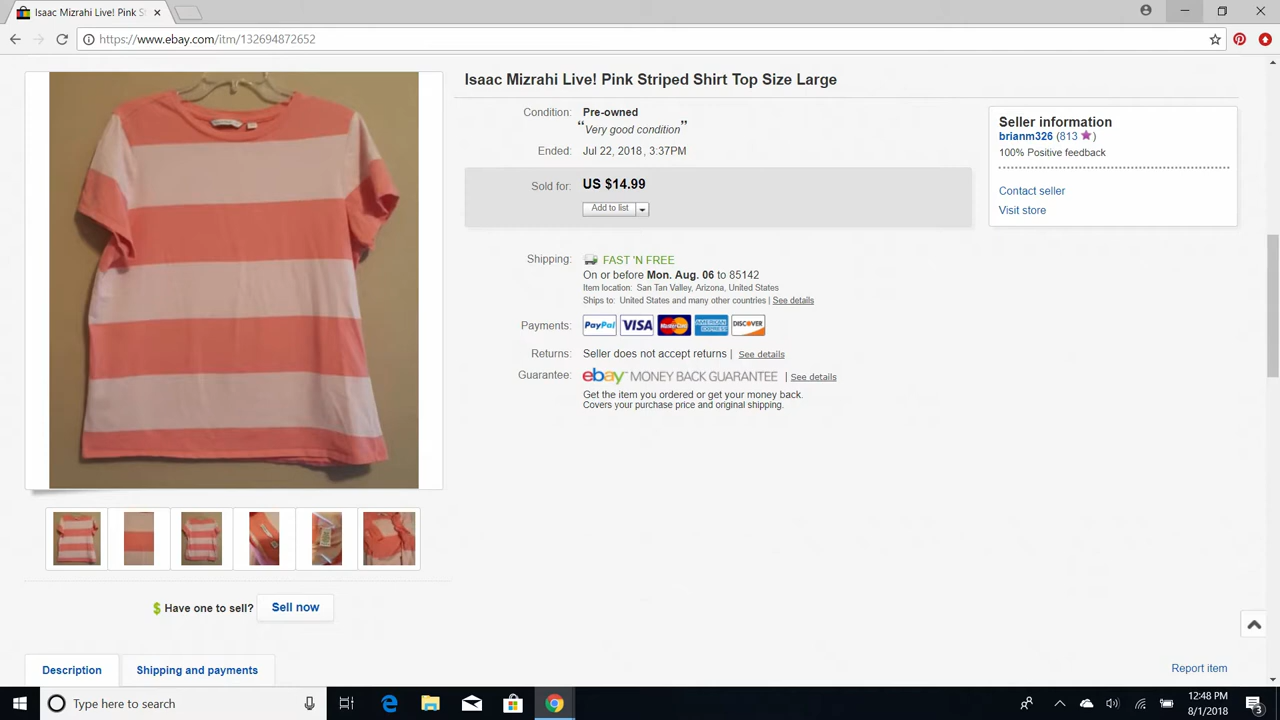 Isaac Mizrahi Live! Pink S
https://www.ebay.com/itm/132694872652
Isaac Mizrahi Live! Pink Striped Shirt Top Size Large
Condition: Pre-owned
“Very good condition”
Ended: Jul 22, 2018 , 3:37PM
Sold for: US $14.99
Add to list
Shipping: FAST 'N FREE
On or before Mon. Aug. 06 to 85142
Item location: San Tan Valley, Arizona, United States
Ships to: United States and many other countries | See details
Payments: PayPal VISA MasterCard AMERICAN EXPRESS DISCOVER
Returns: Seller does not accept returns | See details
Guarantee: ebay MONEY BACK GUARANTEE | See details
Get the item you ordered or get your money back.
Covers your purchase price and original shipping.
Seller information
brianm326 (813 )
100% Positive feedback
Contact seller
Visit store
$ Have one to sell? Sell now
Description Shipping and payments
Report item
Type here to search
12:48 PM
8/1/2018
3